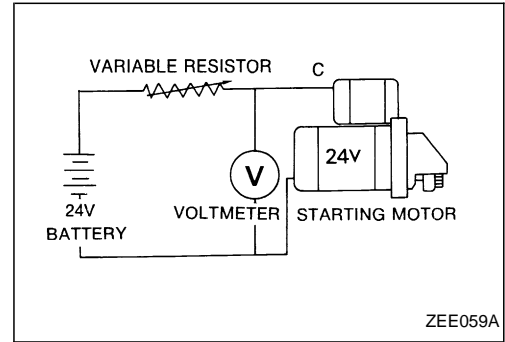 VARIABLE RESISTOR
C
24V
V
24V
BATTERY
VOLTMETER
STARTING MOTOR
ZEE059A